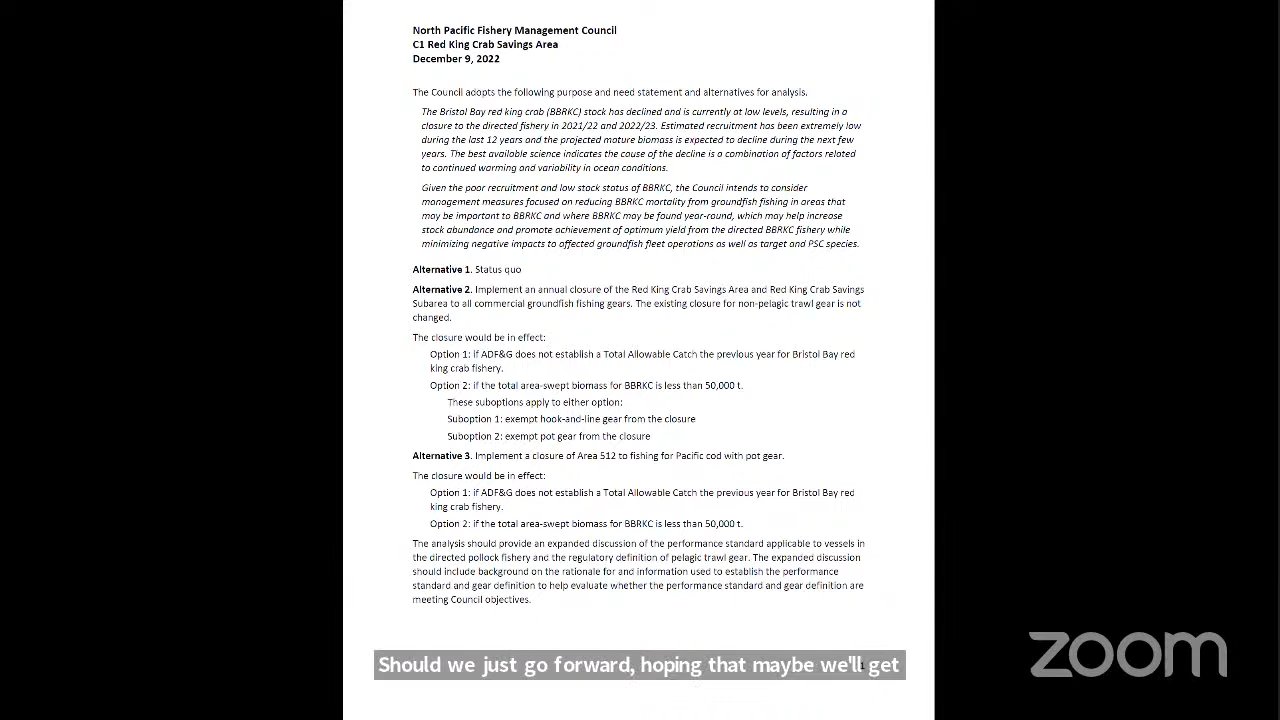 North Pacific Fishery Management Council
C1 Red King Crab Savings Area
December 9, 2022
The Council adopts the following purpose and need statement and alternatives for analysis.
The Bristol Bay red king crab (BBRKC) stock has declined and is currently at low levels, resulting in a
closure to the directed fishery in 2021/22 and 2022/23. Estimated recruitment has been extremely low
during the last 12 years and the projected mature biomass is expected to decline during the next few
years. The best available science indicates the cause of the decline is a combination of factors related
to continued warming and variability in ocean conditions.
Given the poor recruitment and low stock status of BBRKC, the Council intends to consider
management measures focused on reducing BBRKC mortality from groundfish fishing in areas that
may be important to BBRKC and where BBRKC may be found year-round, which may help increase
stock abundance and promote achievement of optimum yield from the directed BBRKC fishery while
minimizing negative impacts to affected groundfish fleet operations as well as target and PSC species.
Alternative 1. Status quo
Alternative 2. Implement an annual closure of the Red King Crab Savings Area and Red King Crab Savings
Subarea to all commercial groundfish fishing gears. The existing closure for non-pelagic trawl gear is not
changed.
The closure would be in effect:
Option 1: if ADF&G does not establish a Total Allowable Catch the previous year for Bristol Bay red
king crab fishery.
Option 2: if the total area-swept biomass for BBRKC is less than 50,000 t.
These suboptions apply to either option:
Suboption 1: exempt hook-and-line gear from the closure
Suboption 2: exempt pot gear from the closure
Alternative 3. Implement a closure of Area 512 to fishing for Pacific cod with pot gear.
The closure would be in effect:
Option 1: if ADF&G does not establish a Total Allowable Catch the previous year for Bristol Bay red
king crab fishery.
Option 2: if the total area-swept biomass for BBRKC is less than 50,000 t.
The analysis should provide an expanded discussion of the performance standard applicable to vessels in
the directed pollock fishery and the regulatory definition of pelagic trawl gear. The expanded discussion
should include background on the rationale for and information used to establish the performance
standard and gear definition to help evaluate whether the performance standard and gear definition are
meeting Council objectives.
Should we just go forward, hoping that maybe we'll get
zoom